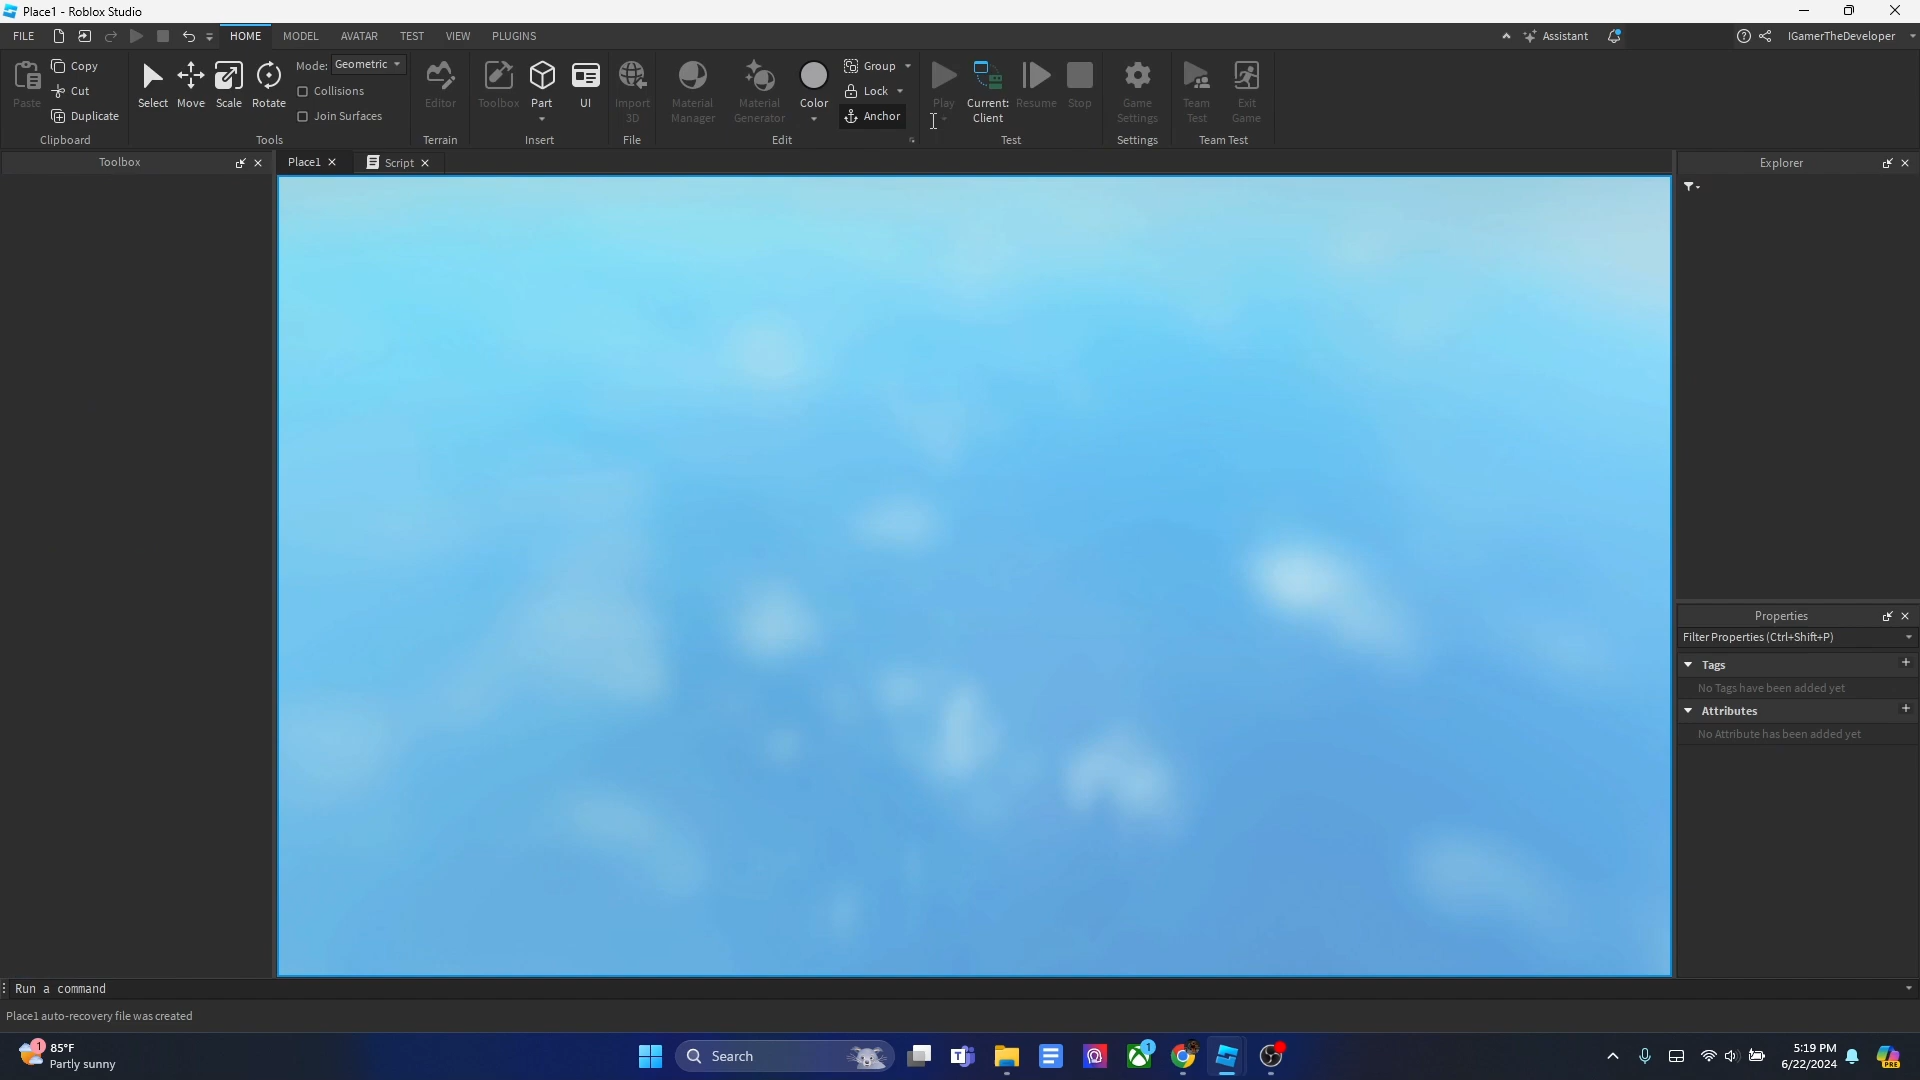 Place1 - Roblox Studio
FILE
HOME
MODEL
AVATAR
TEST
VIEW
PLUGINS
Assistant
IGamerTheDeveloper
Paste
Copy
Cut
Duplicate
Clipboard
Select
Move
Scale
Rotate
Mode: Geometric
Collisions
Join Surfaces
Tools
Editor
Terrain
Toolbox
Part
UI
Insert
Import
3D
File
Material
Manager
Material
Generator
Color
Group
Lock
Anchor
Edit
Play
Current:
Client
Resume
Stop
Test
Game
Settings
Settings
Team
Test
Exit
Game
Team Test
Toolbox
Place1
Script
Explorer
Properties
Filter Properties (Ctrl+Shift+P)
Tags
No Tags have been added yet
Attributes
No Attribute has been added yet
Run a command
Place1 auto-recovery file was created
1
85°F
Partly sunny
Search
1
PRE
5:19 PM
6/22/2024